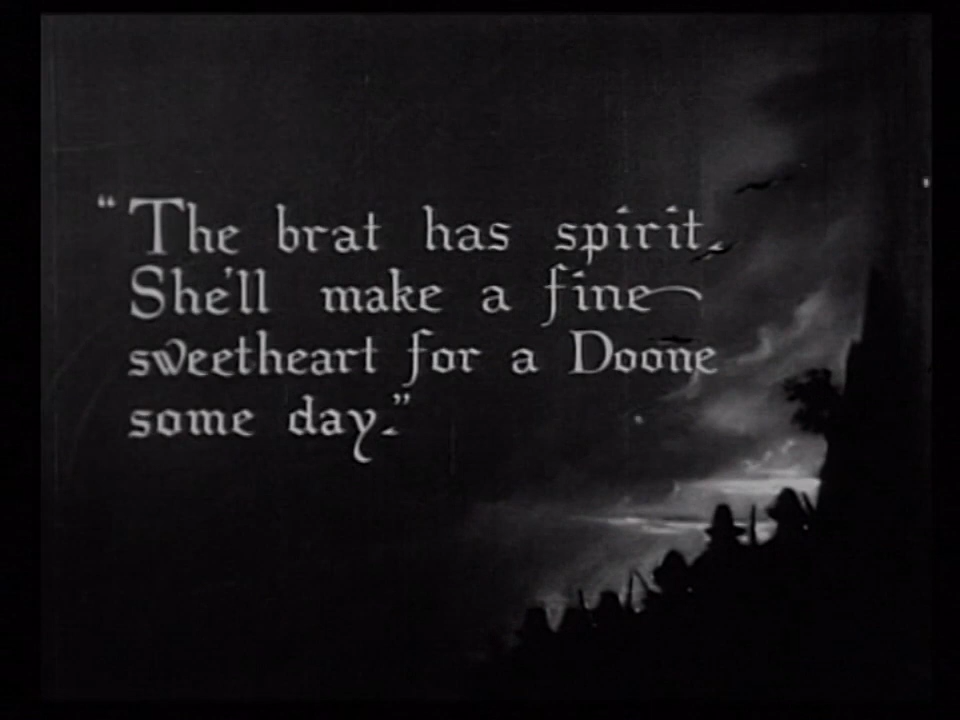 “The brat has spirit.
She'll make a fine
sweetheart for a Doone
some day.”